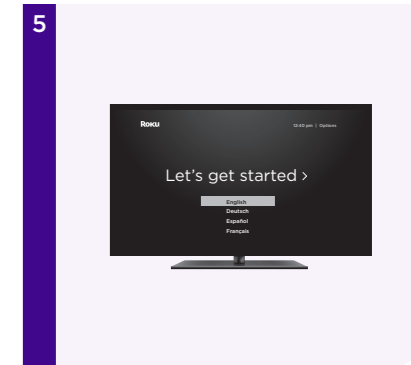 5
Roku
12:40 pm | Options
Let's get started >
English
Deutsch
Español
Français